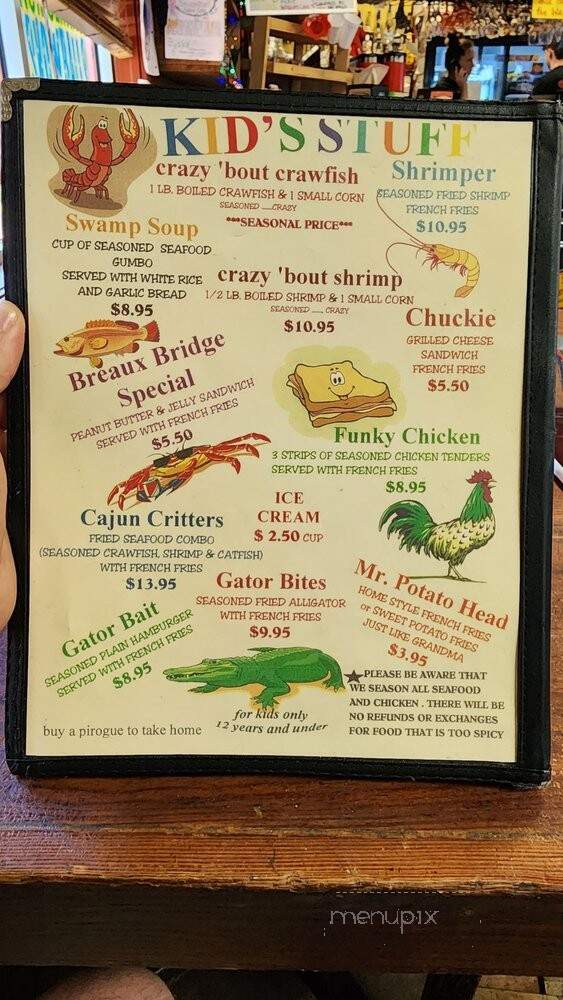 KID'S STUFF
crazy 'bout crawfish
1 LB. BOILED CRAWFISH & 1 SMALL CORN
SEASONED .....CRAZY
***SEASONAL PRICE***
Shrimper
SEASONED FRIED SHRIMP
FRENCH FRIES
$10.95
Swamp Soup
CUP OF SEASONED SEAFOOD
GUMBO
SERVED WITH WHITE RICE
AND GARLIC BREAD
$8.95
crazy 'bout shrimp
1/2 LB. BOILED SHRIMP & 1 SMALL CORN
SEASONED ..... CRAZY
$10.95
Chuckie
GRILLED CHEESE
SANDWICH
FRENCH FRIES
$5.50
Breaux Bridge
Special
PEANUT BUTTER & JELLY SANDWICH
SERVED WITH FRENCH FRIES
$5.50
Funky Chicken
3 STRIPS OF SEASONED CHICKEN TENDERS
SERVED WITH FRENCH FRIES
$8.95
ICE
CREAM
$ 2.50 CUP
Cajun Critters
FRIED SEAFOOD COMBO
(SEASONED CRAWFISH, SHRIMP & CATFISH)
WITH FRENCH FRIES
$13.95
Gator Bites
SEASONED FRIED ALLIGATOR
WITH FRENCH FRIES
$9.95
Mr. Potato Head
HOME STYLE FRENCH FRIES
or SWEET POTATO FRIES
JUST LIKE GRANDMA
$3.95
Gator Bait
SEASONED PLAIN HAMBURGER
SERVED WITH FRENCH FRIES
$8.95
PLEASE BE AWARE THAT
WE SEASON ALL SEAFOOD
AND CHICKEN . THERE WILL BE
NO REFUNDS OR EXCHANGES
FOR FOOD THAT IS TOO SPICY
for kids only
12 years and under
buy a pirogue to take home
menupix